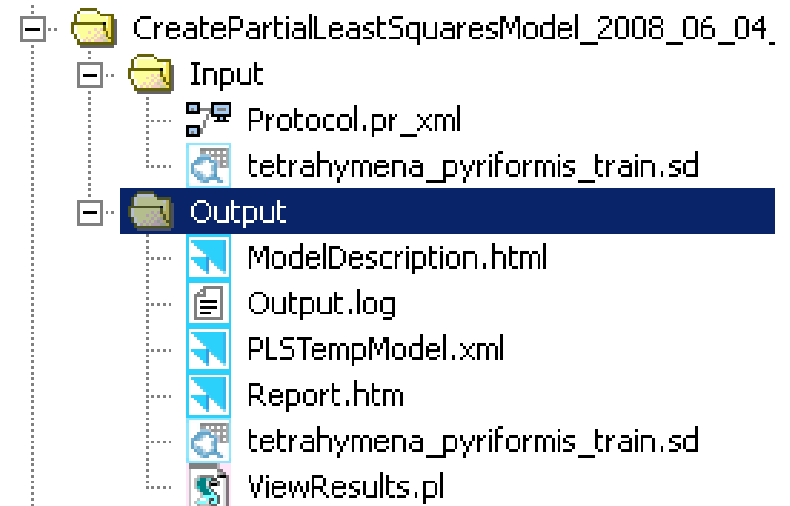 CreatePartialLeastSquaresModel_2008_06_04_
Input
Protocol.pr_xml
tetrahymena_pyriformis_train.sd
Output
ModelDescription.html
Output.log
PLSTempModel.xml
Report.htm
tetrahymena_pyriformis_train.sd
ViewResults.pl